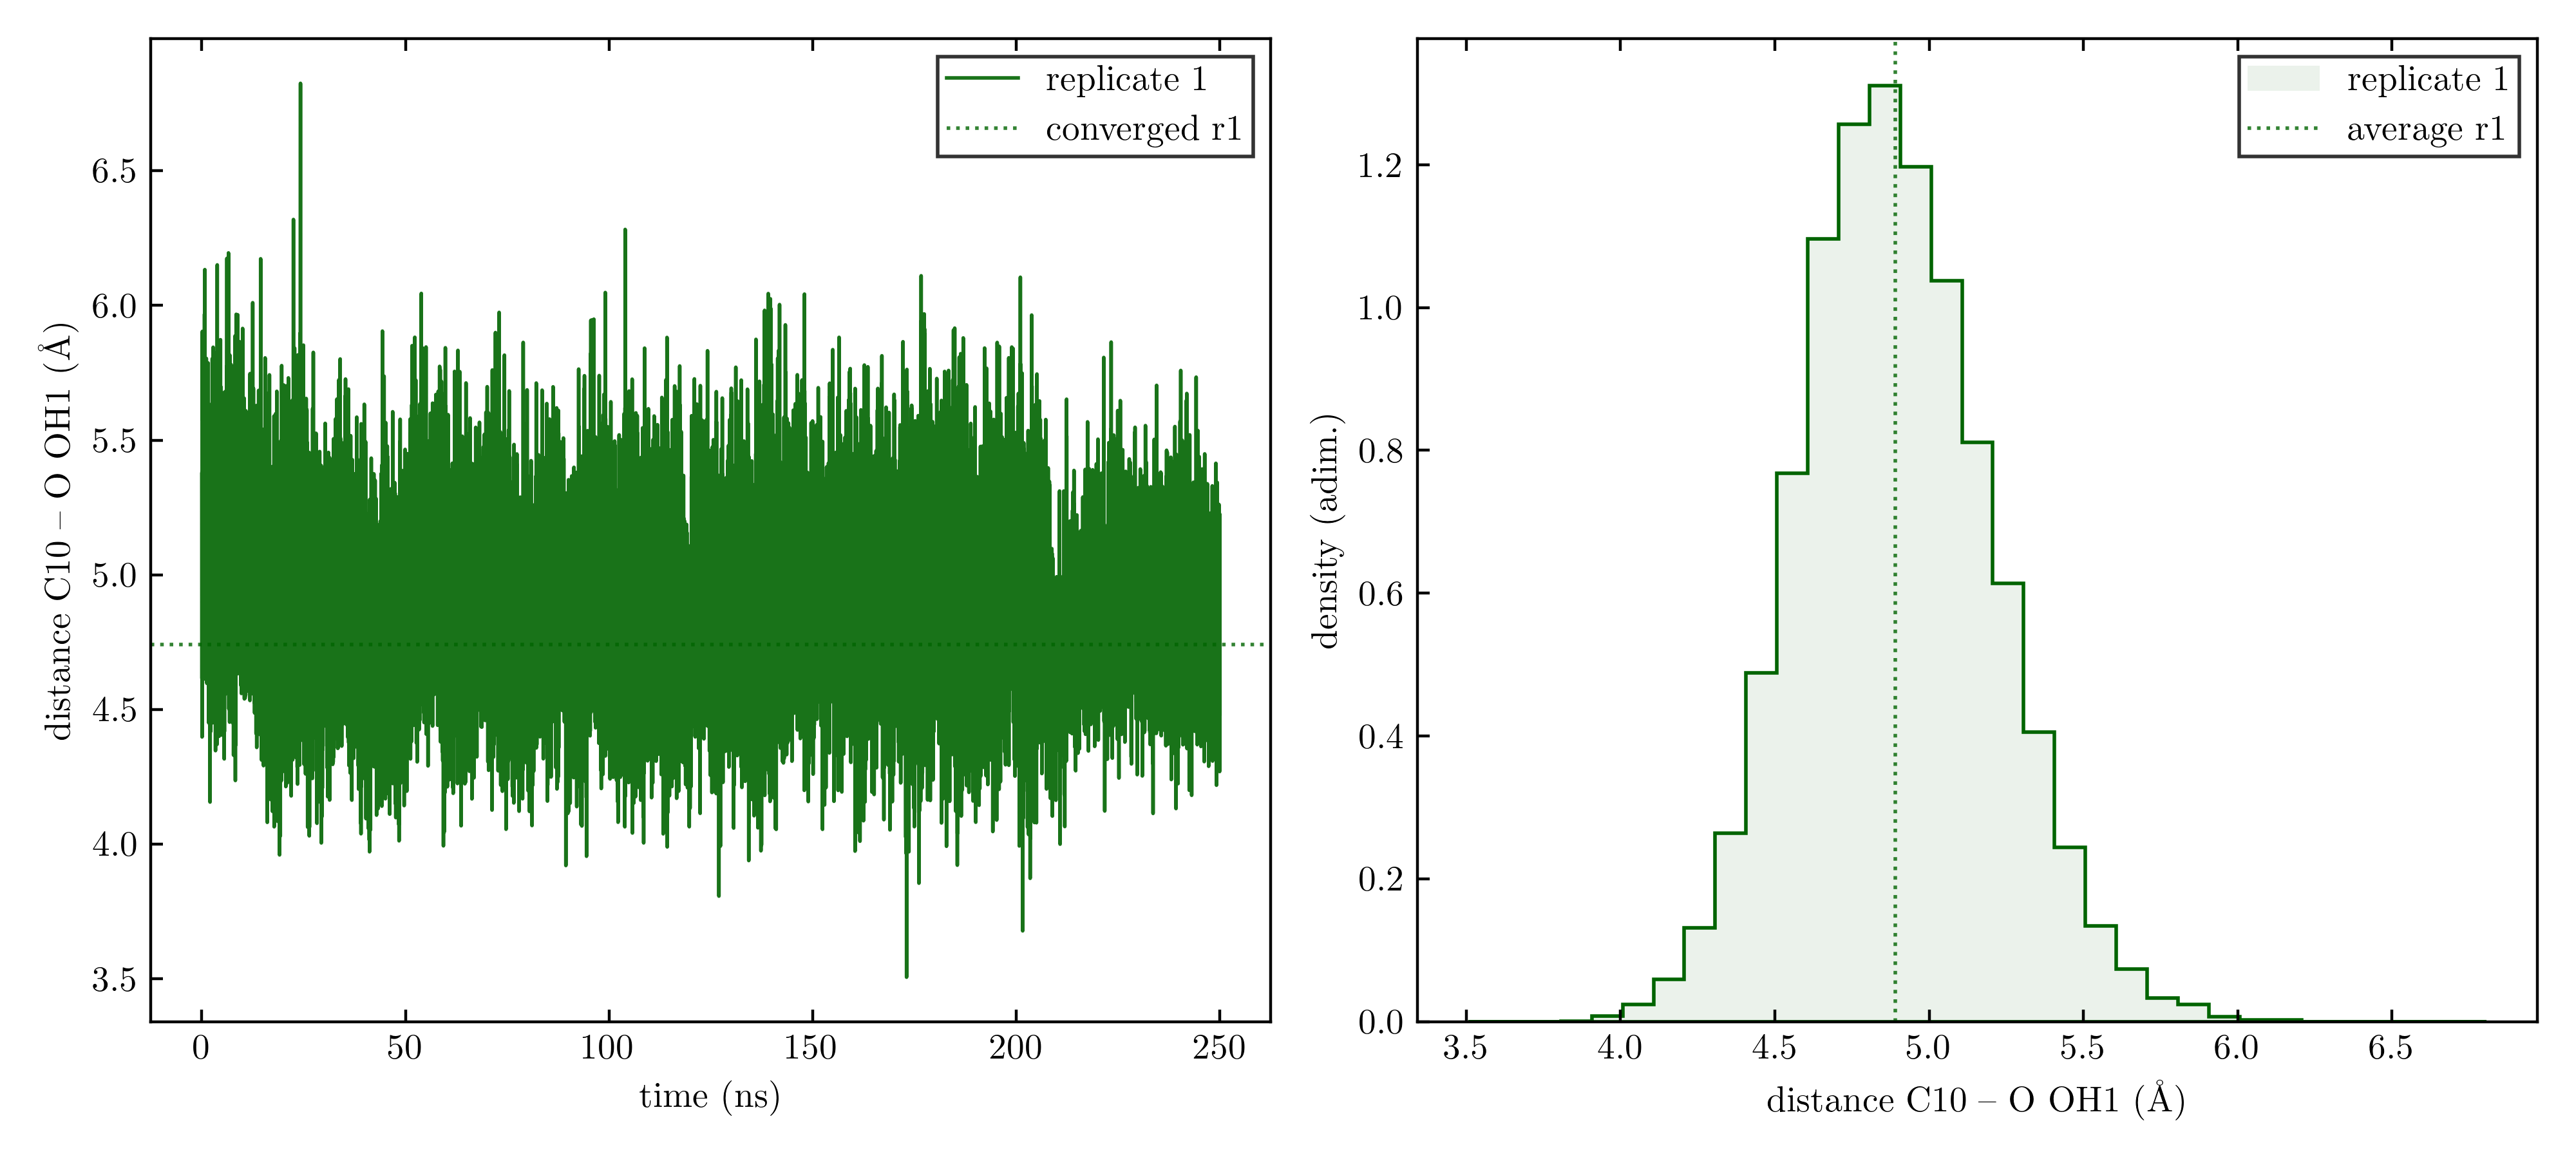 replicate 1
converged r1
6.5
6.0
5.5
5.0
4.5
4.0
3.5
distance C10 – O OH1 (Å)
0 50 100 150 200 250
time (ns)
replicate 1
average r1
1.2
1.0
0.8
0.6
0.4
0.2
0.0
density (adim.)
3.5 4.0 4.5 5.0 5.5 6.0 6.5
distance C10 – O OH1 (Å)